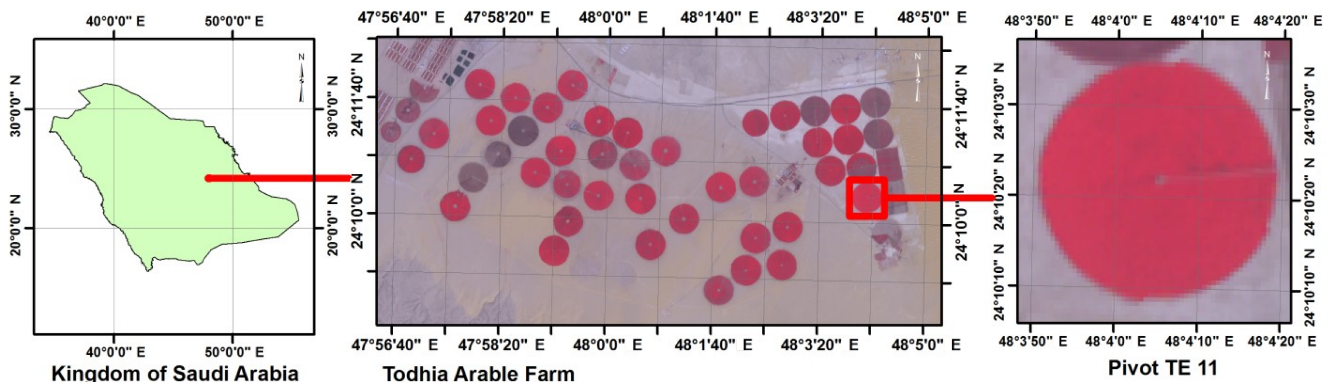 40°0'0" E 50°0'0" E
30°0'0" N
20°0'0" N
30°0'0" N
20°0'0" N
N
40°0'0" E 50°0'0" E
Kingdom of Saudi Arabia
47°56'40" E 47°58'20" E 48°0'0" E 48°1'40" E 48°3'20" E 48°5'0" E
24°11'40" N
24°10'0" N
24°11'40" N
24°10'0" N
N
47°56'40" E 47°58'20" E 48°0'0" E 48°1'40" E 48°3'20" E 48°5'0" E
Todhia Arable Farm
48°3'50" E 48°4'0" E 48°4'10" E 48°4'20" E
24°10'30" N
24°10'20" N
24°10'10" N
24°10'30" N
24°10'20" N
24°10'10" N
N
48°3'50" E 48°4'0" E 48°4'10" E 48°4'20" E
Pivot TE 11